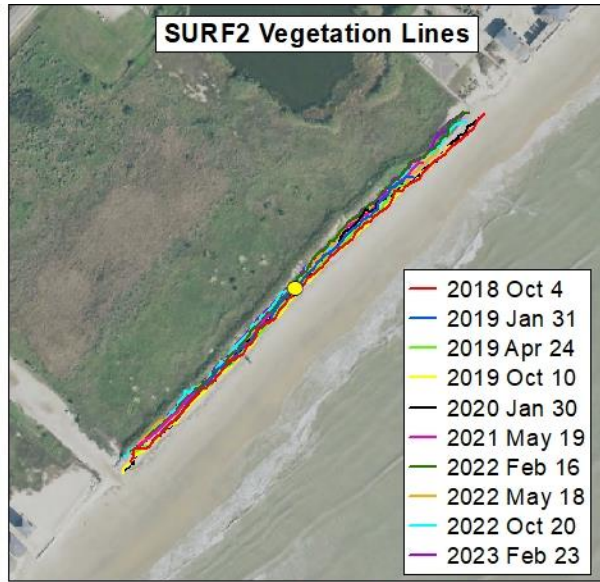 SURF2 Vegetation Lines
2018 Oct 4
2019 Jan 31
2019 Apr 24
2019 Oct 10
2020 Jan 30
2021 May 19
2022 Feb 16
2022 May 18
2022 Oct 20
2023 Feb 23